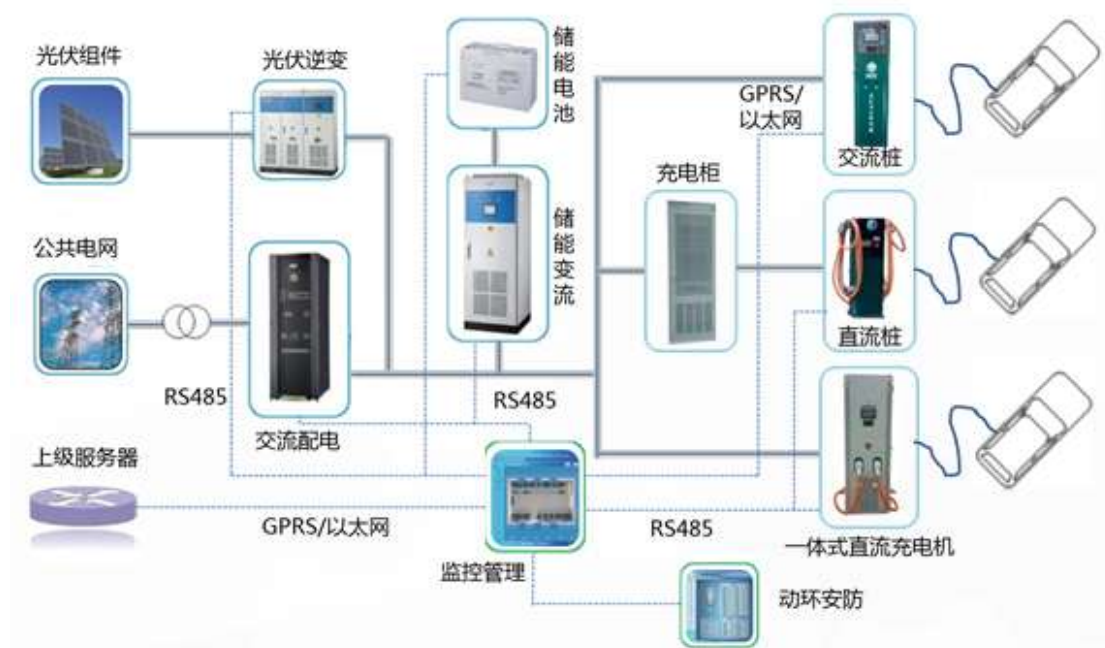 光伏组件
光伏逆变
储能电池
GPRS/
以太网
交流桩
充电柜
公共电网
储能变流
直流桩
RS485
RS485
交流配电
上级服务器
GPRS/以太网
RS485
一体式直流充电机
监控管理
动环安防